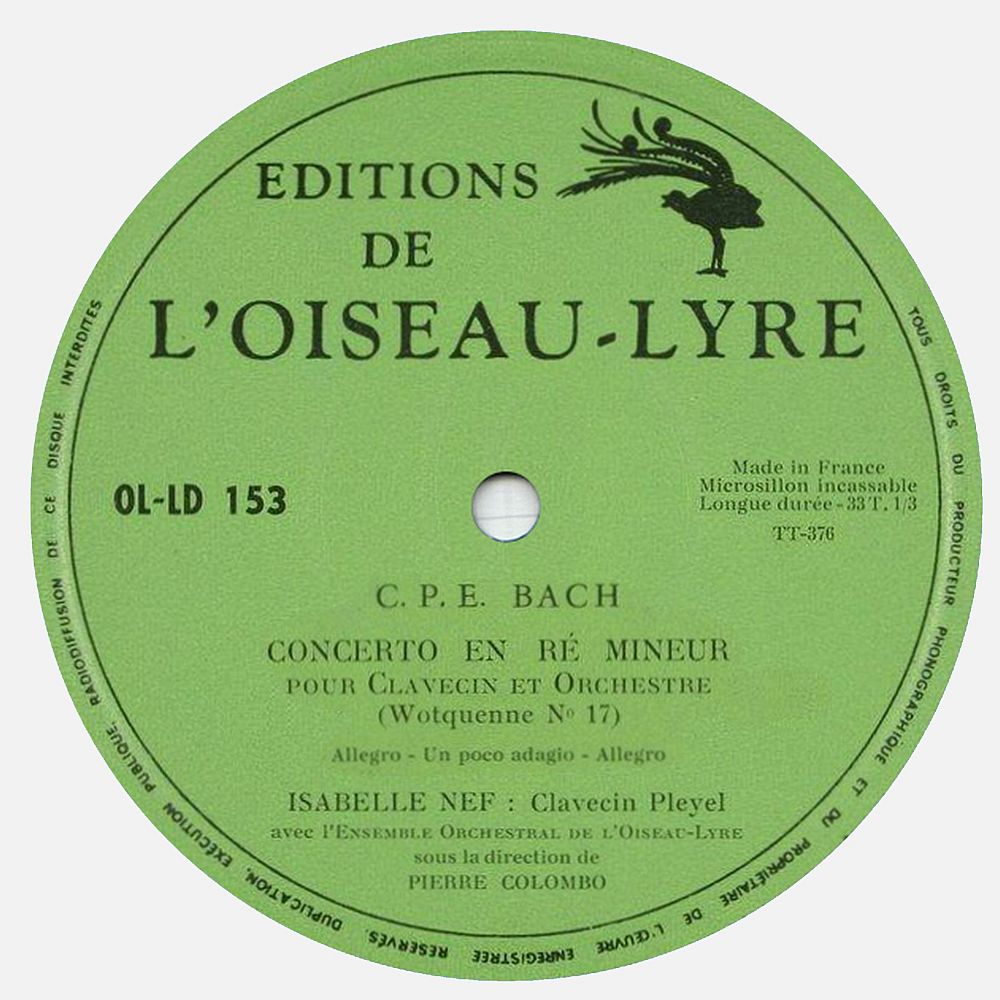 EDITIONS
DE
L'OISEAU-LYRE
OL-LD 153
Made in France
Microsillon incassable
Longue durée - 33 T. 1/3
TT-376
C. P. E. BACH
CONCERTO EN RÉ MINEUR
POUR CLAVECIN ET ORCHESTRE
(Wotquenne No 17)
Allegro - Un poco adagio - Allegro
ISABELLE NEF : Clavecin Pleyel
avec l'ENSEMBLE ORCHESTRAL DE L'OISEAU-LYRE
sous la direction de
PIERRE COLOMBO
TOUS DROITS DU PRODUCTEUR PHONOGRAPHIQUE ET DU PROPRIÉTAIRE DE L'ŒUVRE ENREGISTREE RESERVÉS. DUPLICATION, EXÉCUTION PUBLIQUE, RADIODIFFUSION DE CE DISQUE INTERDITES